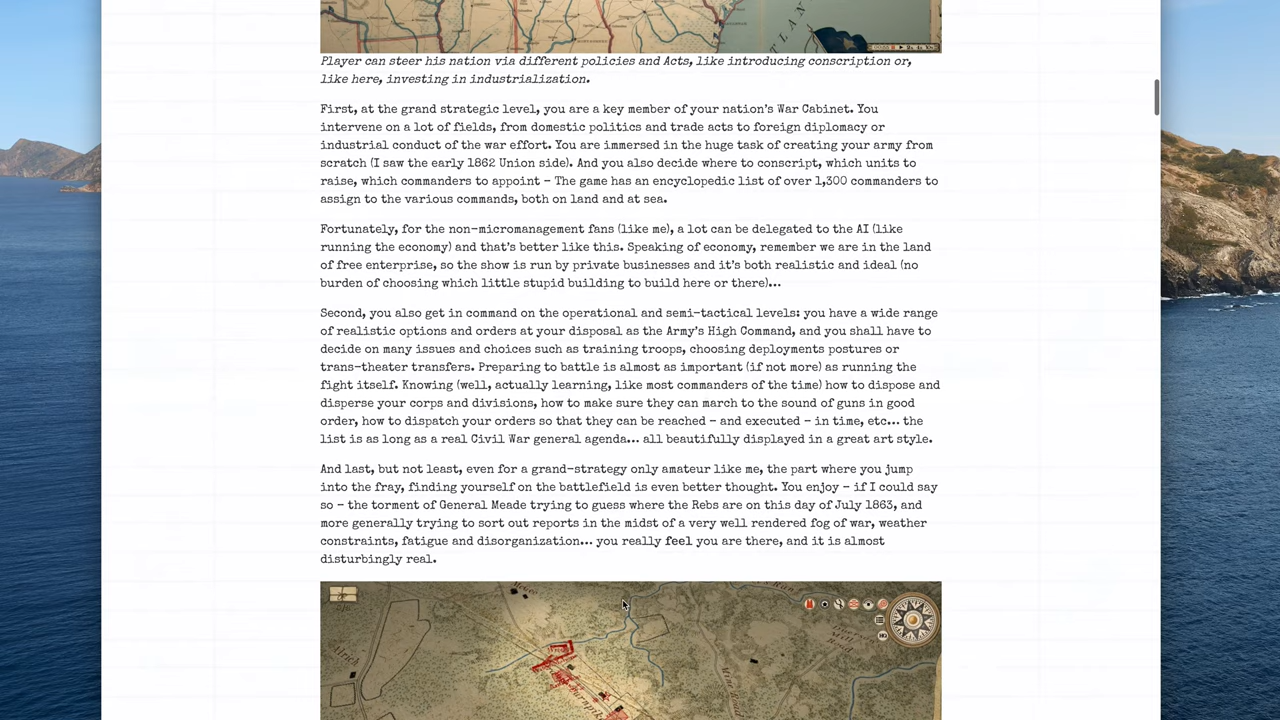 Player can steer his nation via different policies and Acts, like introducing conscription or,
like here, investing in industrialization.
First, at the grand strategic level, you are a key member of your nation's War Cabinet. You
intervene on a lot of fields, from domestic politics and trade acts to foreign diplomacy or
industrial conduct of the war effort. You are immersed in the huge task of creating your army from
scratch (I saw the early 1862 Union side). And you also decide where to conscript, which units to
raise, which commanders to appoint – The game has an encyclopedic list of over 1,300 commanders to
assign to the various commands, both on land and at sea.
Fortunately, for the non-micromanagement fans (like me), a lot can be delegated to the AI (like
running the economy) and that's better like this. Speaking of economy, remember we are in the land
of free enterprise, so the show is run by private businesses and it's both realistic and ideal (no
burden of choosing which little stupid building to build here or there)…
Second, you also get in command on the operational and semi-tactical levels: you have a wide range
of realistic options and orders at your disposal as the Army's High Command, and you shall have to
decide on many issues and choices such as training troops, choosing deployments postures or
trans-theater transfers. Preparing to battle is almost as important (if not more) as running the
fight itself. Knowing (well, actually learning, like most commanders of the time) how to dispose and
disperse your corps and divisions, how to make sure they can march to the sound of guns in good
order, how to dispatch your orders so that they can be reached – and executed – in time, etc… the
list is as long as a real Civil War general agenda… all beautifully displayed in a great art style.
And last, but not least, even for a grand-strategy only amateur like me, the part where you jump
into the fray, finding yourself on the battlefield is even better thought. You enjoy – if I could say
so – the torment of General Meade trying to guess where the Rebs are on this day of July 1863, and
more generally trying to sort out reports in the midst of a very well rendered fog of war, weather
constraints, fatigue and disorganization… you really feel you are there, and it is almost
disturbingly real.